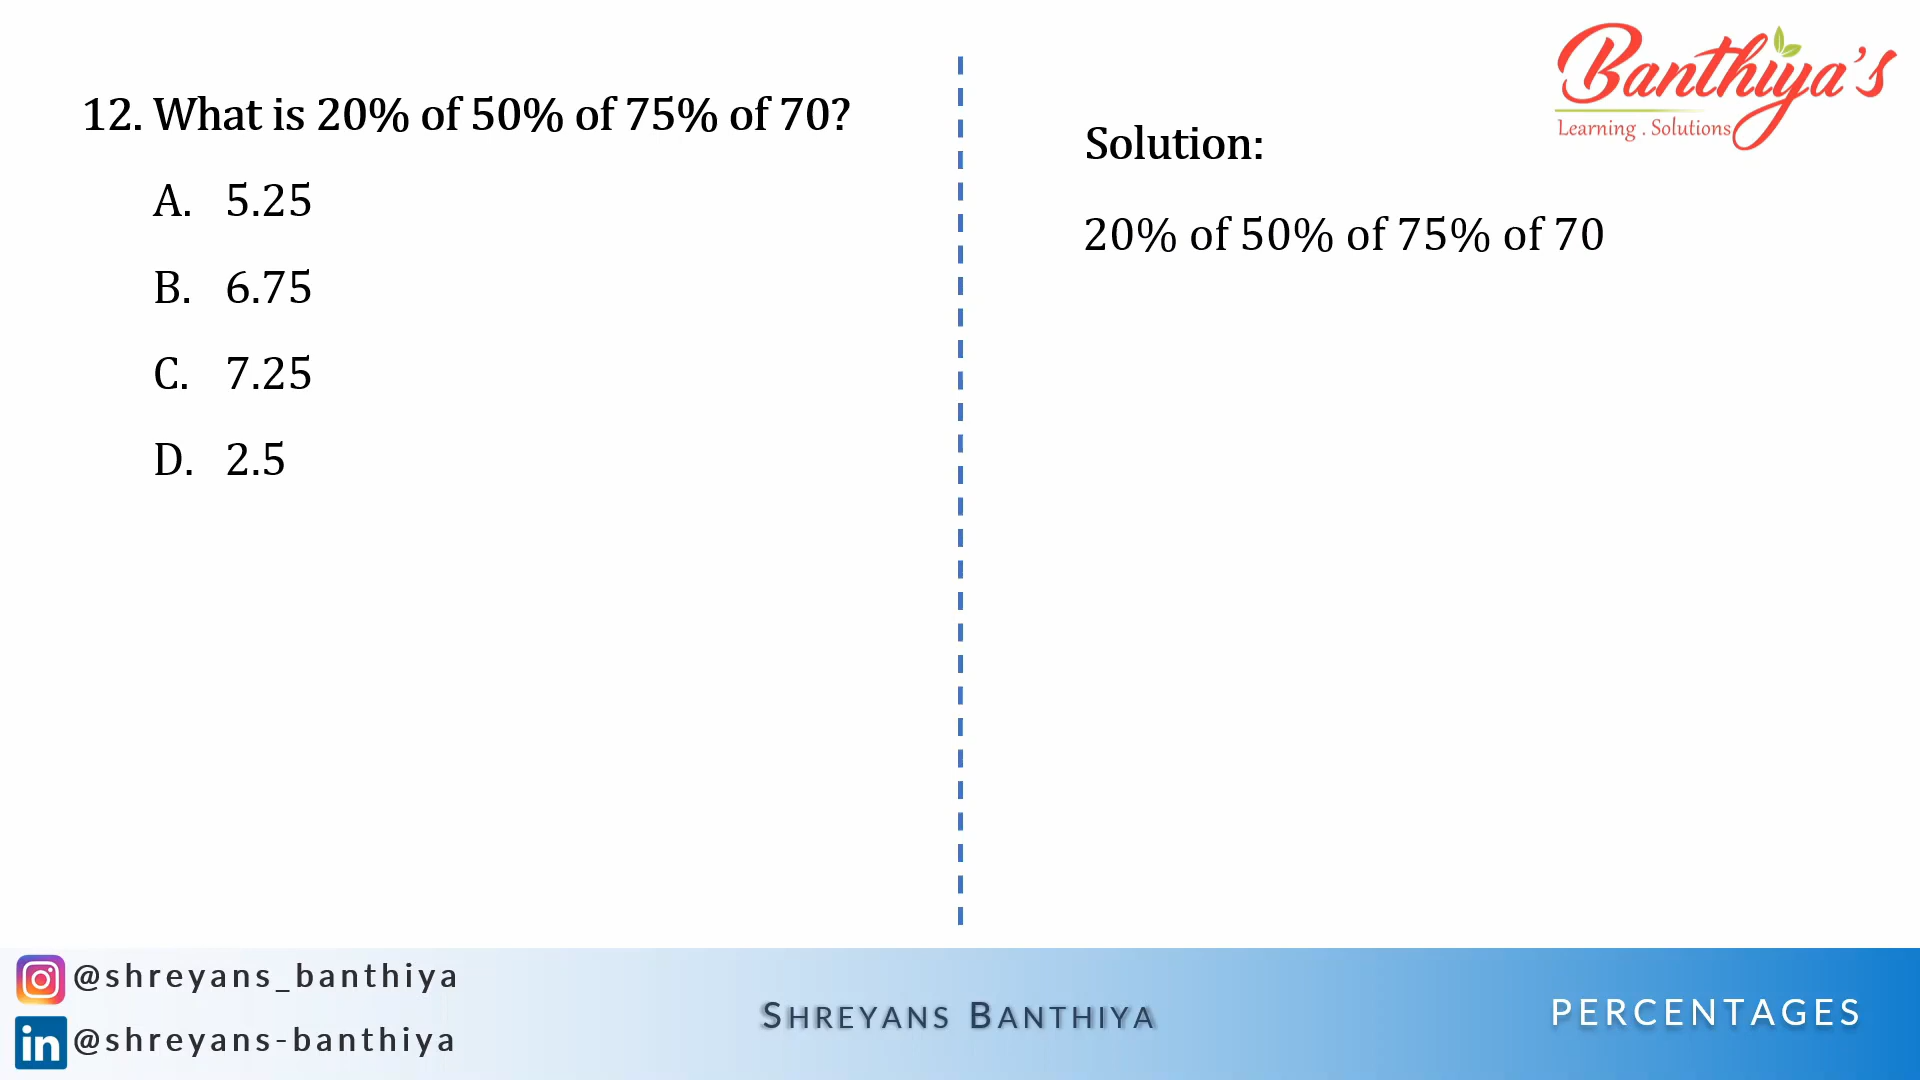 12. What is 20% of 50% of 75% of 70?
A. 5.25
B. 6.75
C. 7.25
D. 2.5
Banthiya's
Learning . Solutions
Solution:
20% of 50% of 75% of 70
@shreyans_banthiya
@shreyans-banthiya
SHREYANS BANTHIYA
PERCENTAGES